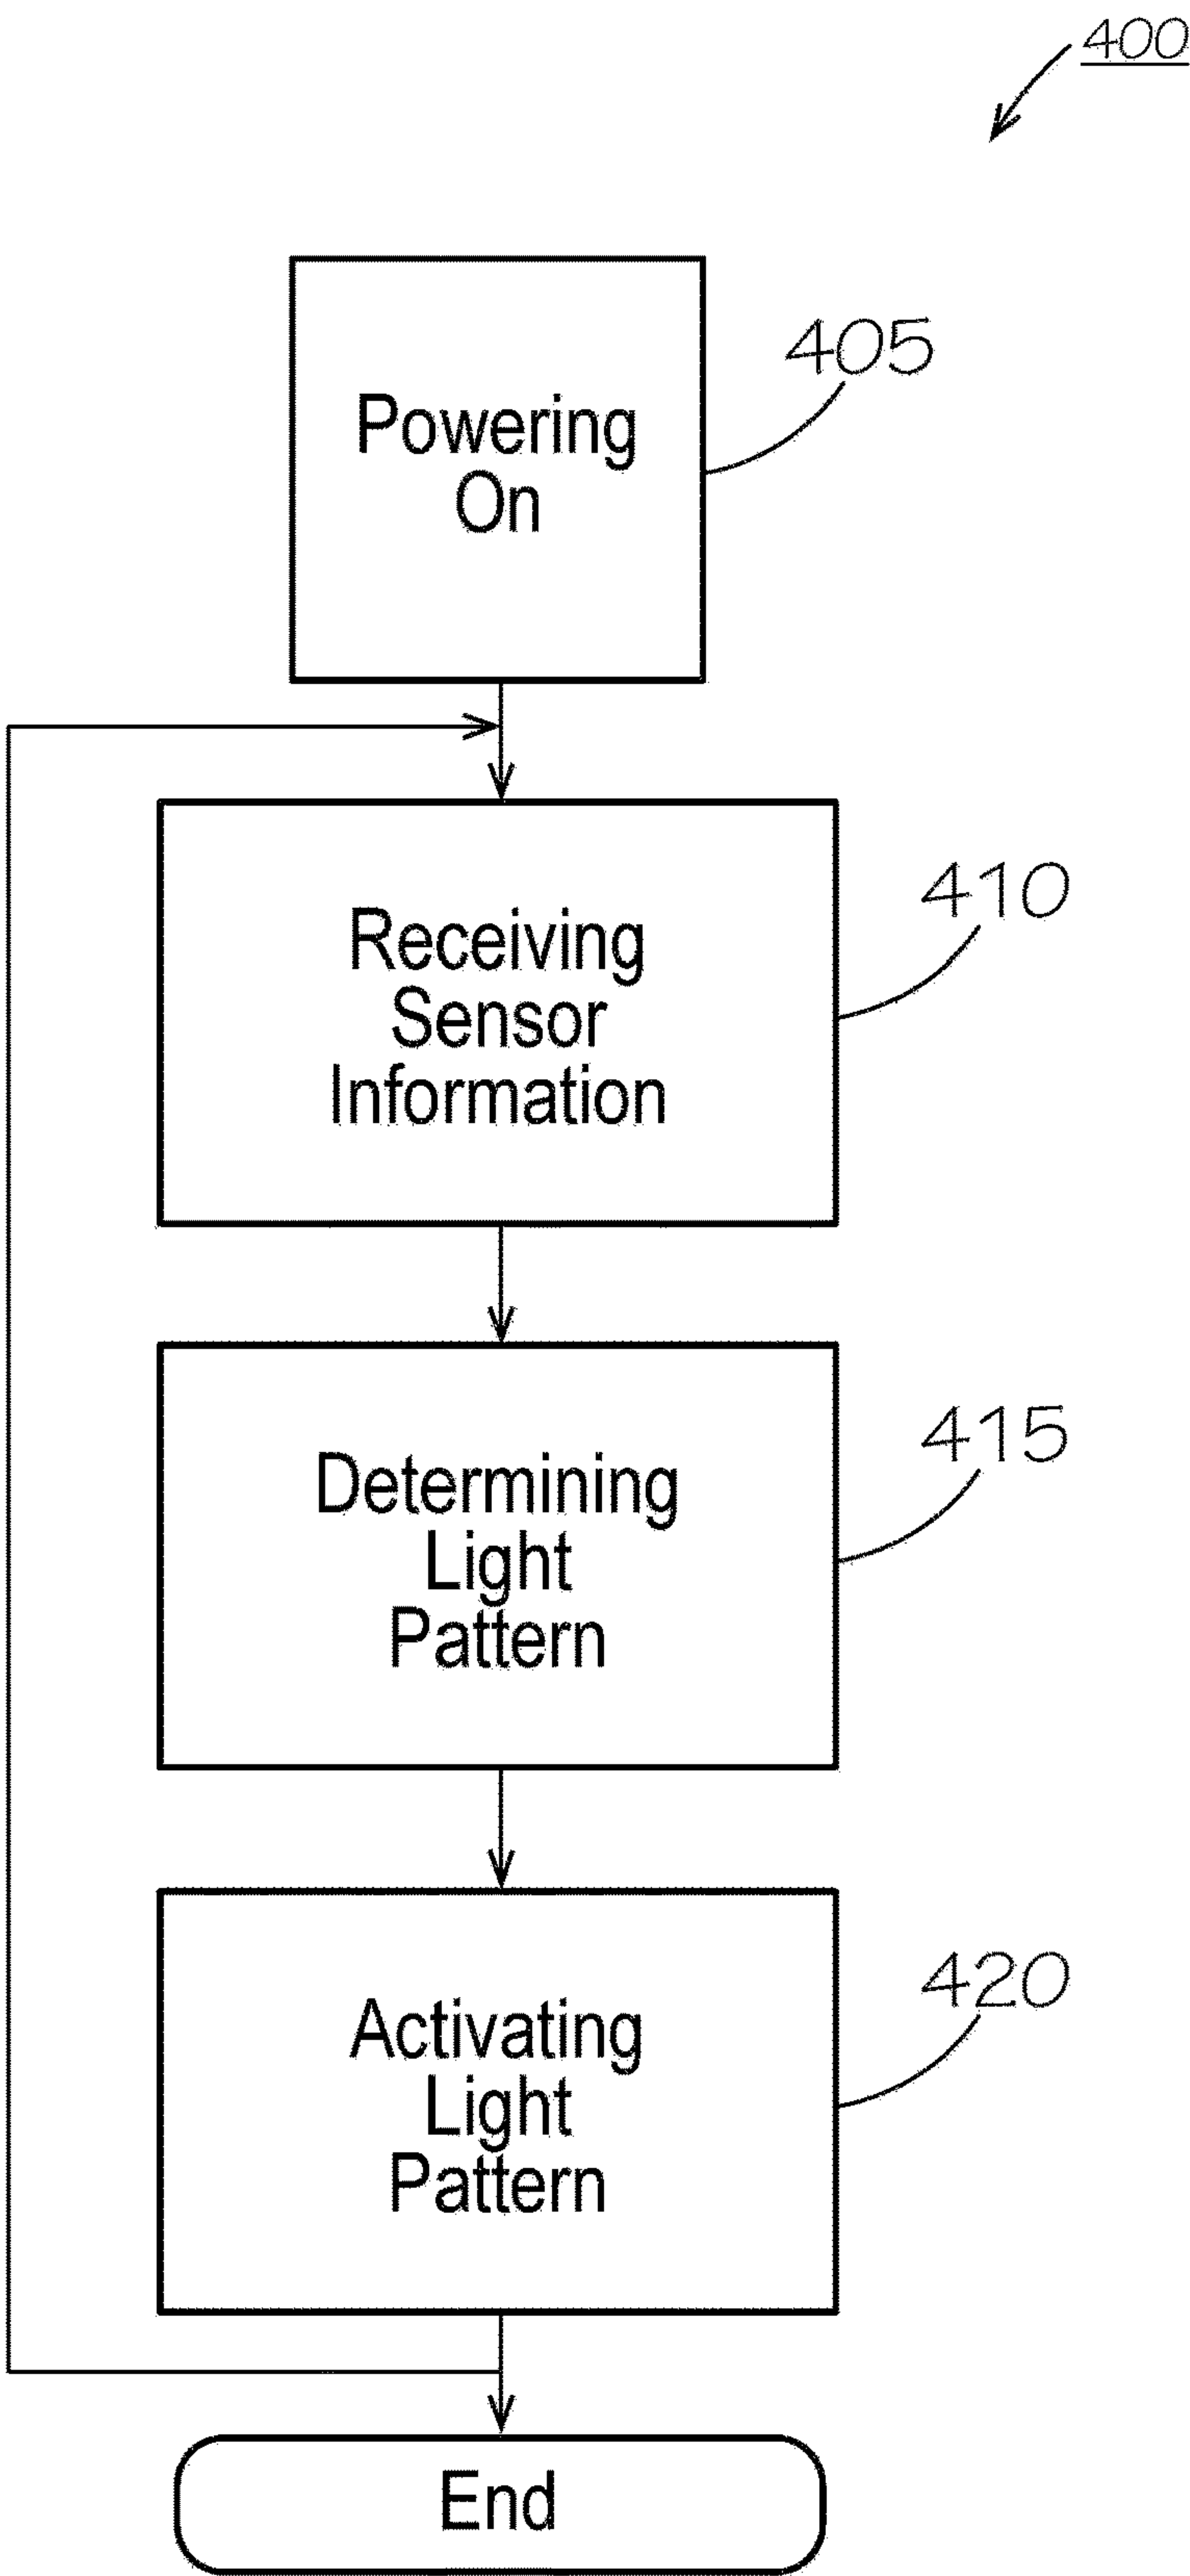 400
Powering
On
405
Receiving
Sensor
Information
410
Determining
Light
Pattern
415
Activating
Light
Pattern
420
End